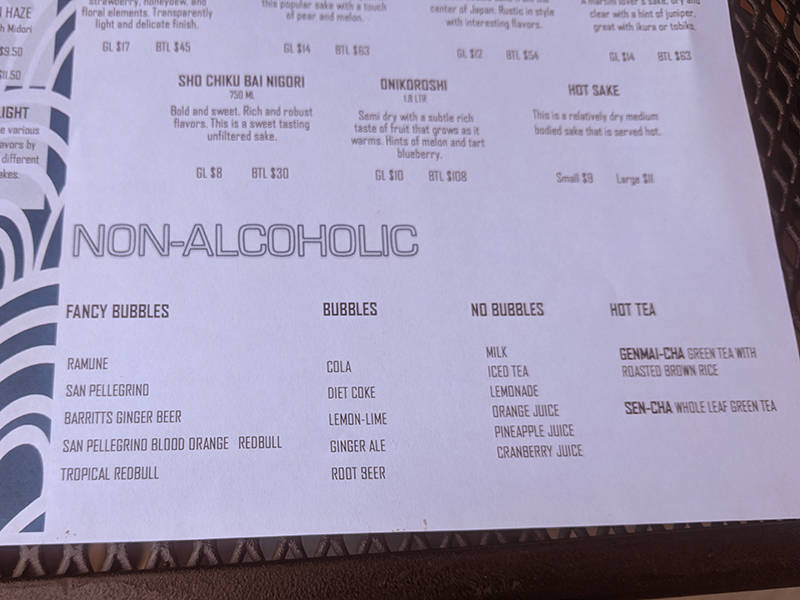 HAZE
Midori
$9.50
$11.50
LIGHT
various
flavors by
different
sakes.
strawberry, honeydew, and
floral elements. Transparently
light and delicate finish.
GL $17 BTL $45
this popular sake with a touch
of pear and melon.
GL $14 BTL $63
center of Japan. Rustic in style
with interesting flavors.
GL $12 BTL $54
A martini lover's sake, dry and
clear with a hint of juniper,
great with ikura or tobiko.
GL $14 BTL $63
SHO CHIKU BAI NIGORI
750 ML
Bold and sweet. Rich and robust
flavors. This is a sweet tasting
unfiltered sake.
GL $8 BTL $30
ONIKOROSHI
1.8 LTR
Semi dry with a subtle rich
taste of fruit that grows as it
warms. Hints of melon and tart
blueberry.
GL $10 BTL $108
HOT SAKE
This is a relatively dry medium
bodied sake that is served hot.
Small $9 Large $11
NON-ALCOHOLIC
FANCY BUBBLES
RAMUNE
SAN PELLEGRINO
BARRITTS GINGER BEER
SAN PELLEGRINO BLOOD ORANGE REDBULL
TROPICAL REDBULL
BUBBLES
COLA
DIET COKE
LEMON-LIME
GINGER ALE
ROOT BEER
NO BUBBLES
MILK
ICED TEA
LEMONADE
ORANGE JUICE
PINEAPPLE JUICE
CRANBERRY JUICE
HOT TEA
GENMAI-CHA GREEN TEA WITH
ROASTED BROWN RICE
SEN-CHA WHOLE LEAF GREEN TEA